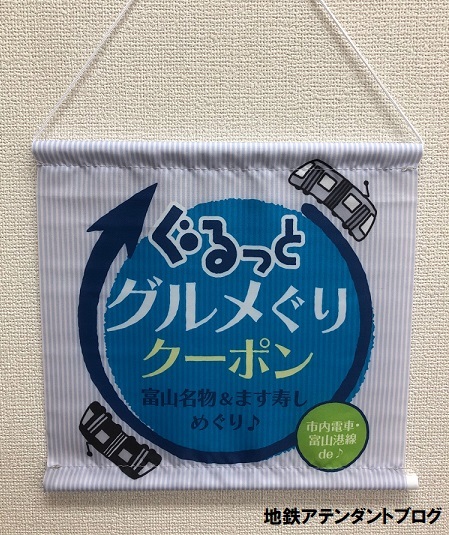 ぐるっと
グルメぐり
クーポン
富山名物&ます寿し
めぐり♪
市内電車・
富山港線
de♪
地鉄アテンダントブログ